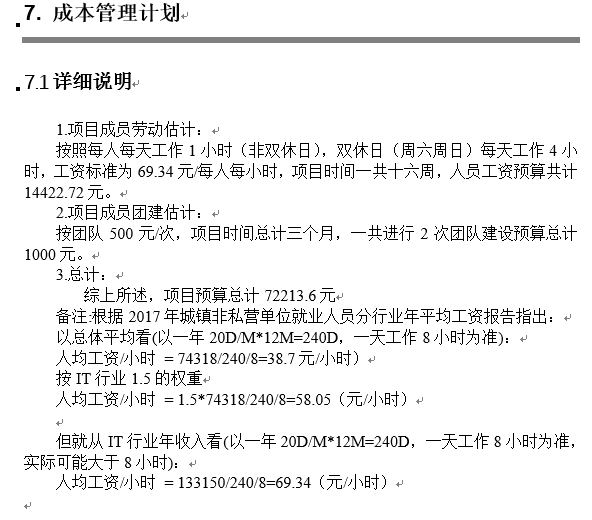 7. 成本管理计划
7.1 详细说明
1.项目成员劳动估计：
按照每人每天工作 1 小时（非双休日），双休日（周六周日）每天工作 4 小
时，工资标准为 69.34 元/每人每小时，项目时间一共十六周，人员工资预算共计
14422.72 元。
2.项目成员团建估计：
按团队 500 元/次，项目时间总计三个月，一共进行 2 次团队建设预算总计
1000 元。
3.总计：
综上所述，项目预算总计 72213.6 元
备注:根据 2017 年城镇非私营单位就业人员分行业年平均工资报告指出：
以总体平均看(以一年 20D/M*12M=240D，一天工作 8 小时为准)：
人均工资/小时 = 74318/240/8=38.7 元/小时）
按 IT 行业 1.5 的权重
人均工资/小时 = 1.5*74318/240/8=58.05（元/小时）
但就从 IT 行业年收入看(以一年 20D/M*12M=240D，一天工作 8 小时为准，
实际可能大于 8 小时)：
人均工资/小时 = 133150/240/8=69.34（元/小时）